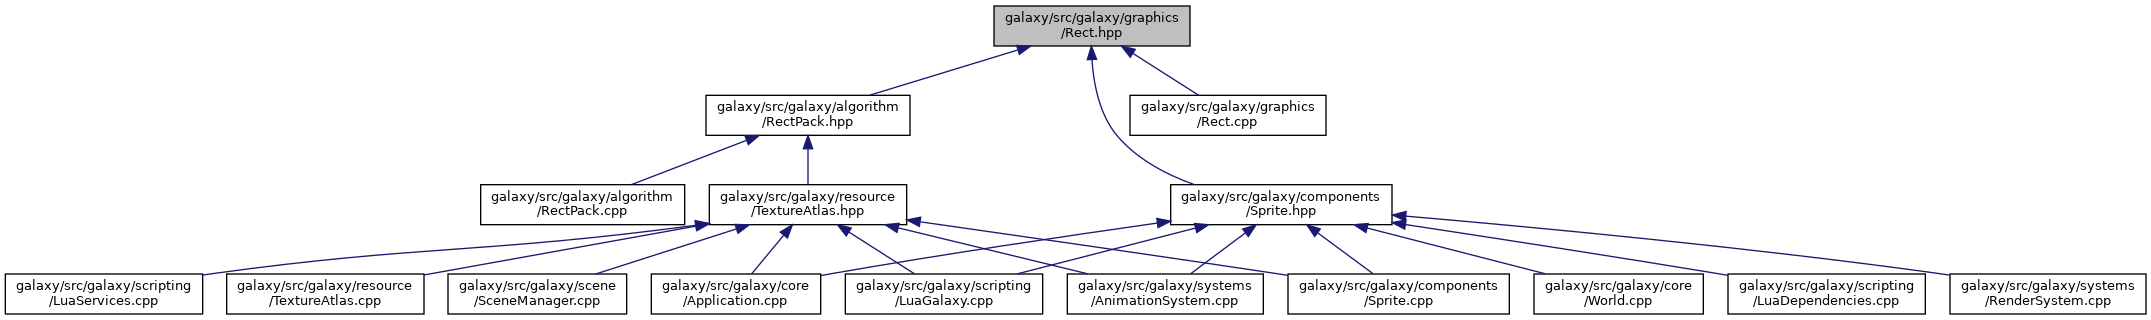 galaxy/src/galaxy/graphics
/Rect.hpp
galaxy/src/galaxy/algorithm
/RectPack.hpp
galaxy/src/galaxy/graphics
/Rect.cpp
galaxy/src/galaxy/algorithm
/RectPack.cpp
galaxy/src/galaxy/resource
/TextureAtlas.hpp
galaxy/src/galaxy/components
/Sprite.hpp
galaxy/src/galaxy/scripting
/LuaServices.cpp
galaxy/src/galaxy/resource
/TextureAtlas.cpp
galaxy/src/galaxy/scene
/SceneManager.cpp
galaxy/src/galaxy/core
/Application.cpp
galaxy/src/galaxy/scripting
/LuaGalaxy.cpp
galaxy/src/galaxy/systems
/AnimationSystem.cpp
galaxy/src/galaxy/components
/Sprite.cpp
galaxy/src/galaxy/core
/World.cpp
galaxy/src/galaxy/scripting
/LuaDependencies.cpp
galaxy/src/galaxy/systems
/RenderSystem.cpp